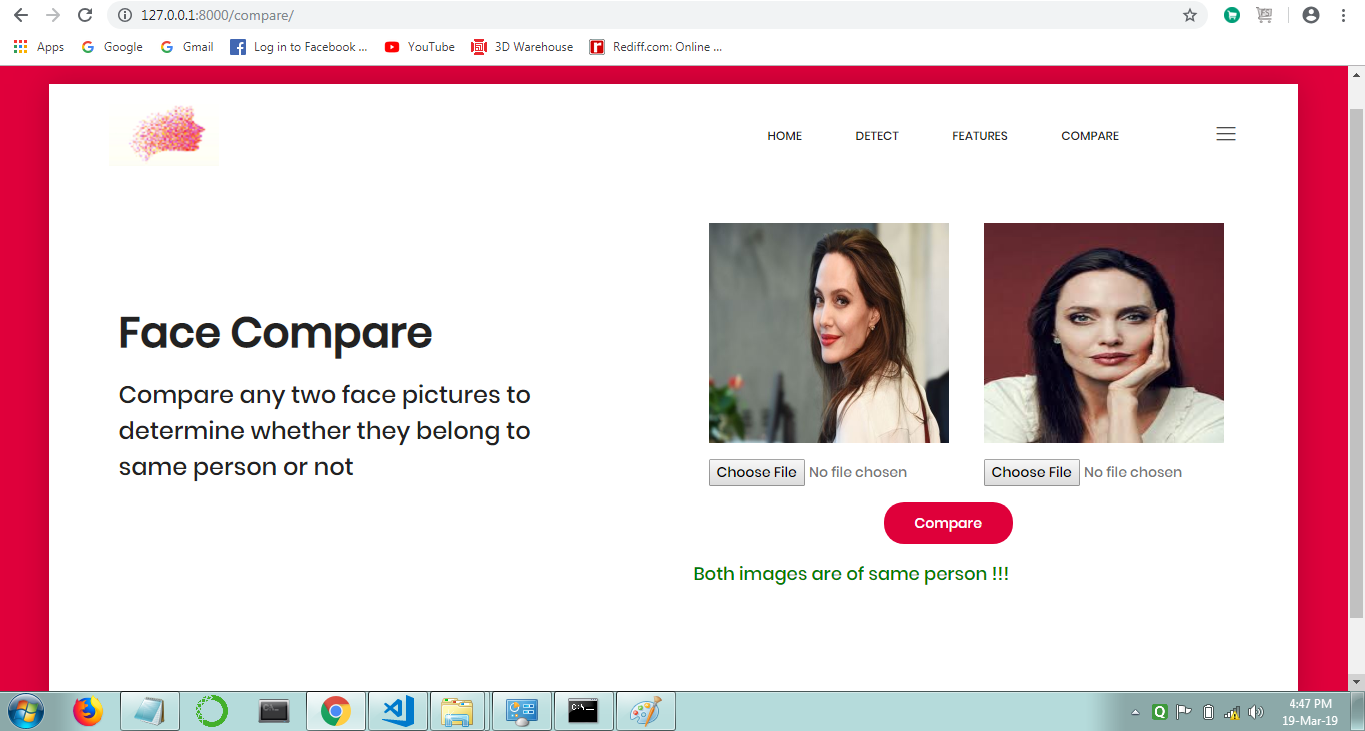 127.0.0.1:8000/compare/
Apps Google Gmail Log in to Facebook ... YouTube 3D Warehouse Rediff.com: Online ...
HOME DETECT FEATURES COMPARE
Face Compare
Compare any two face pictures to
determine whether they belong to
same person or not
Choose File No file chosen Choose File No file chosen
Compare
Both images are of same person !!!
4:47 PM
19-Mar-19